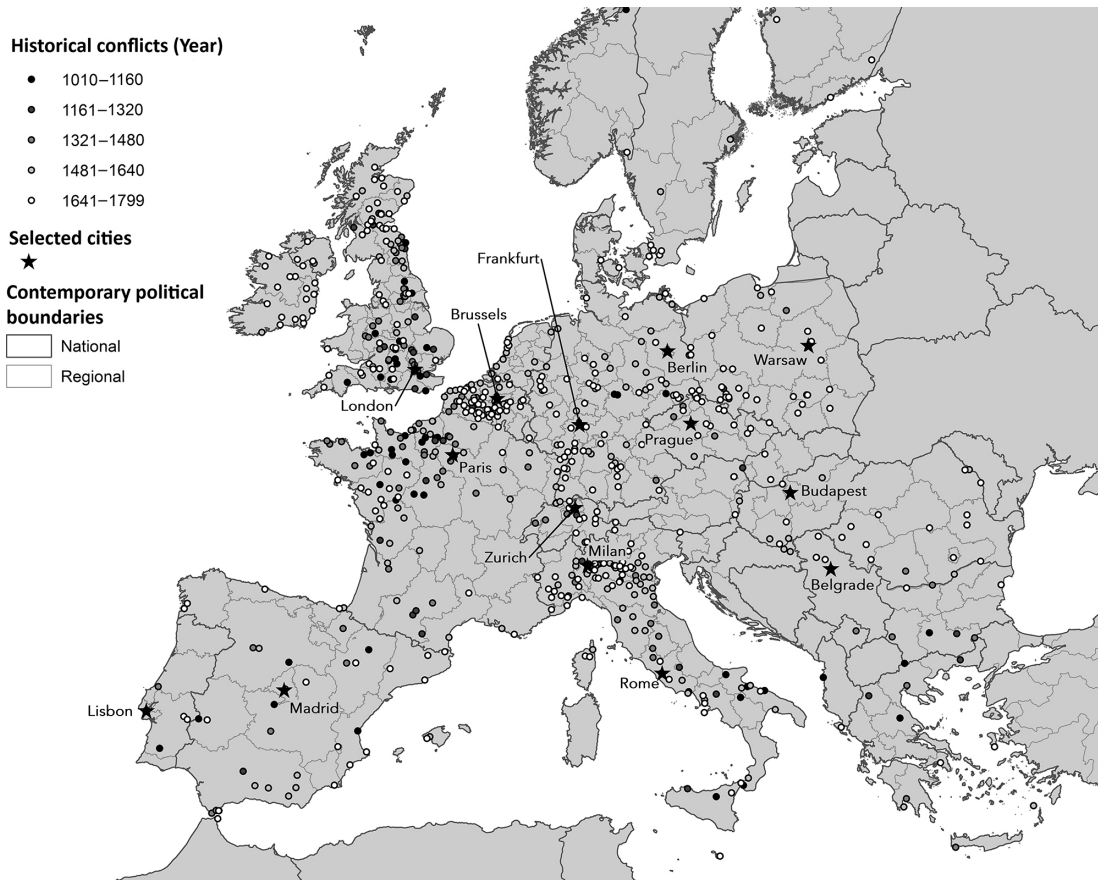 Historical conflicts (Year)
1010–1160
1161–1320
1321–1480
1481–1640
1641–1799
Selected cities
Contemporary political
boundaries
National
Regional
Frankfurt
Brussels
Berlin
Warsaw
London
Paris
Prague
Budapest
Zurich
Milan
Belgrade
Rome
Lisbon
Madrid